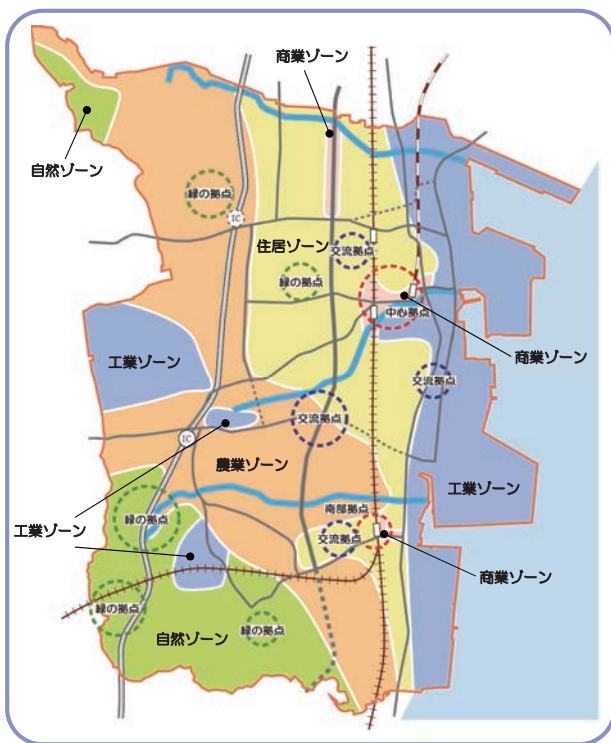 商業ゾーン
自然ゾーン
緑の拠点
IC
住居ゾーン
交流拠点
緑の拠点
中心拠点
商業ゾーン
工業ゾーン
交流拠点
交流拠点
IC
農業ゾーン
工業ゾーン
南部拠点
緑の拠点
工業ゾーン
交流拠点
商業ゾーン
緑の拠点
自然ゾーン
緑の拠点